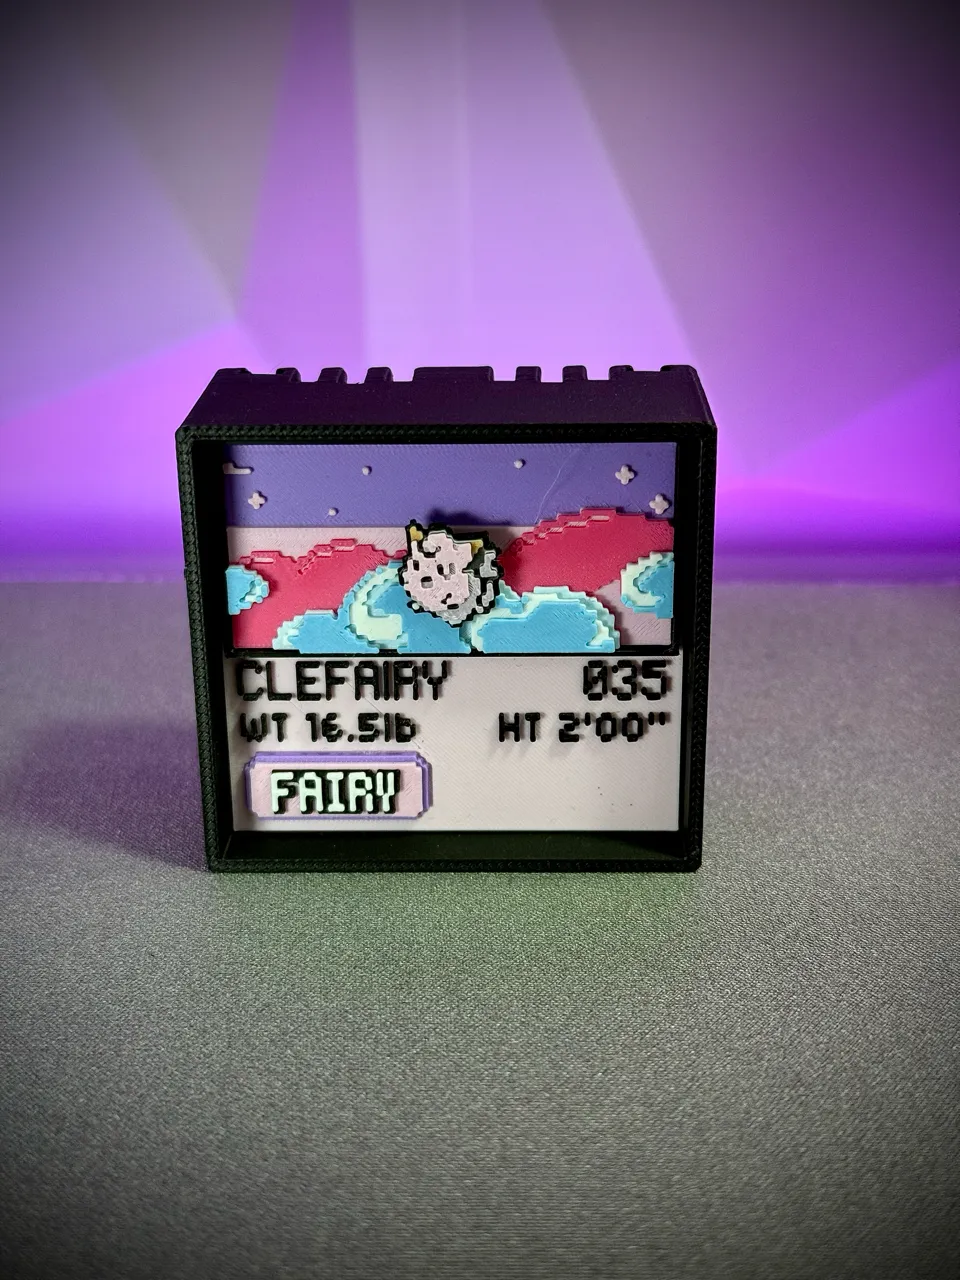 CLEFAIRY 035
WT 16.5lb HT 2'00"
FAIRY